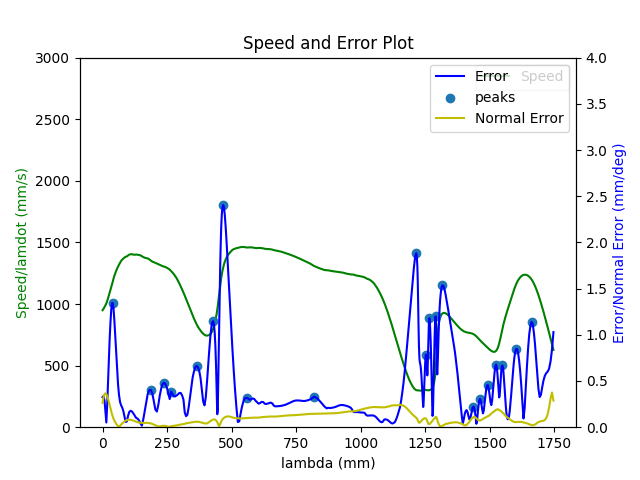 Speed and Error Plot
Speed/lamdot (mm/s)
3000
2500
2000
1500
1000
500
0
4.0
3.5
3.0
2.5
2.0
1.5
1.0
0.5
0.0
Error/Normal Error (mm/deg)
Speed
Error
peaks
Normal Error
0 250 500 750 1000 1250 1500 1750
lambda (mm)